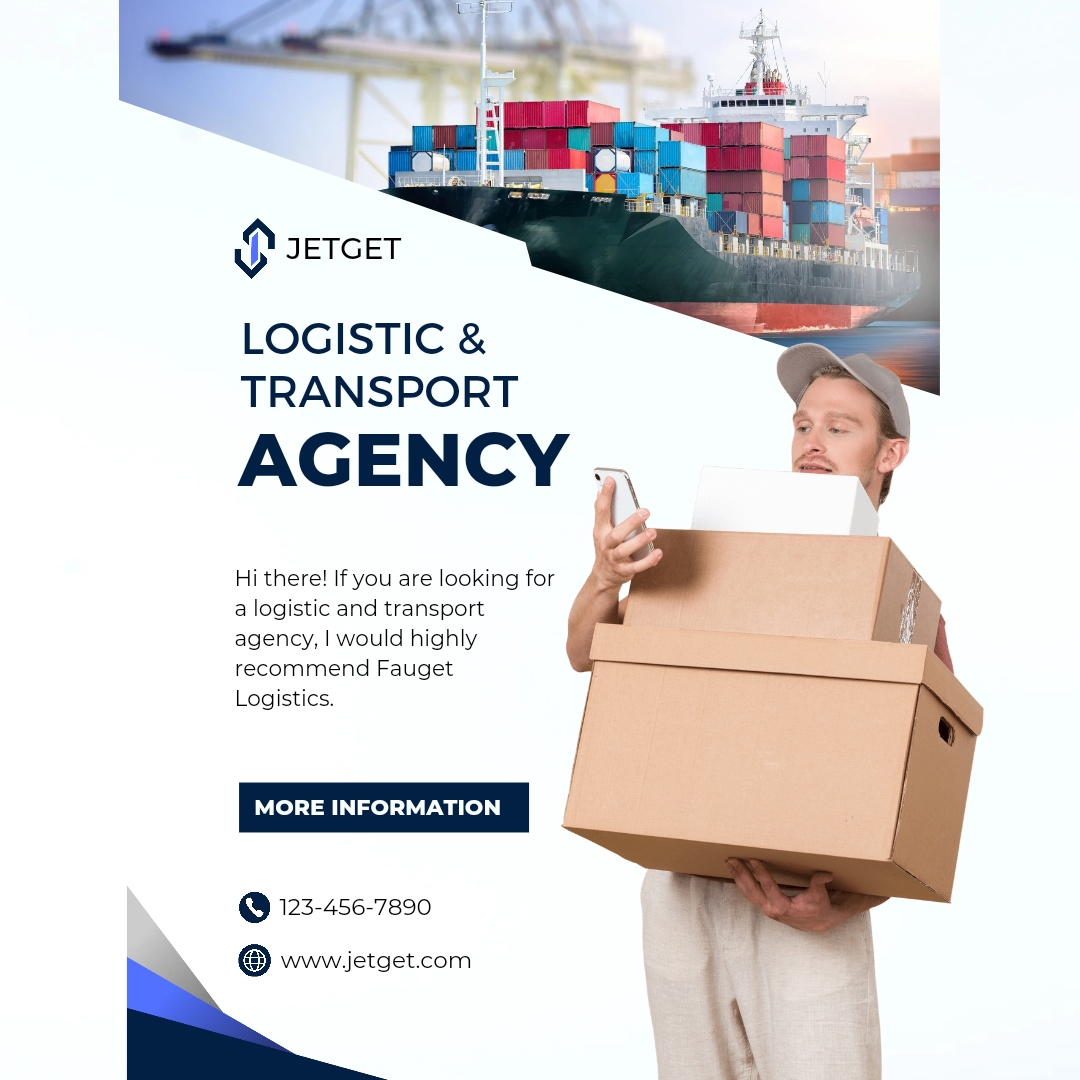 JETGET
LOGISTIC &
TRANSPORT
AGENCY
Hi there! If you are looking for
a logistic and transport
agency, I would highly
recommend Fauget
Logistics.
MORE INFORMATION
123-456-7890
www.jetget.com